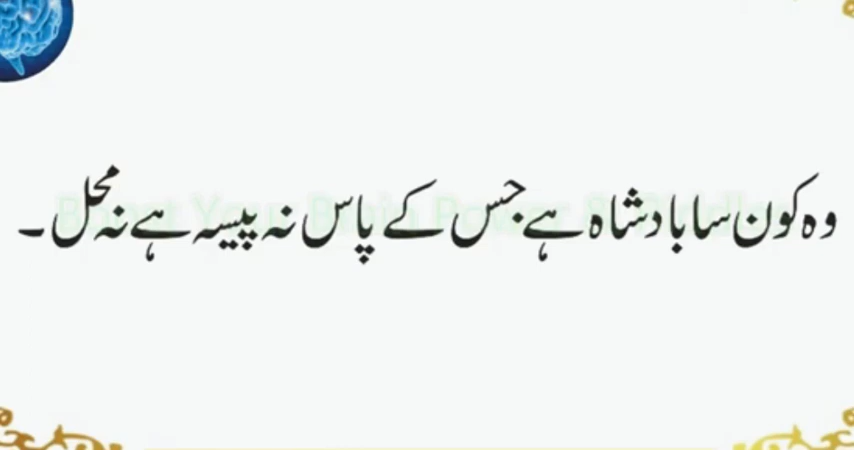 وہ کون سا بادشاہ ہے جس کے پاس نہ پیسہ ہے نہ محل ۔